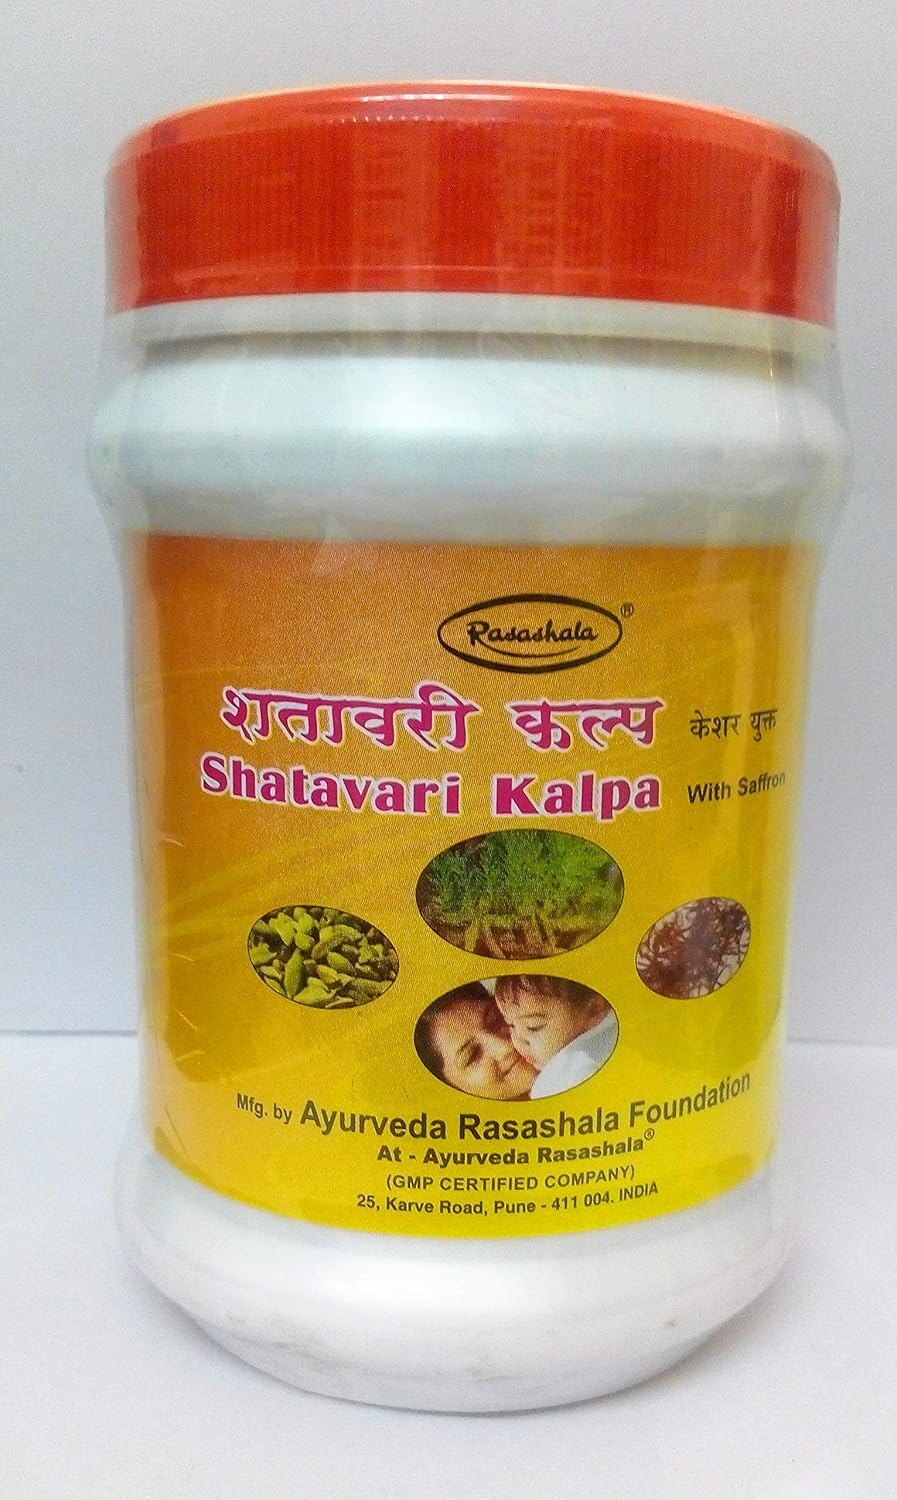 Rasashala ®
शतावरी कल्प केशर युक्त
Shatavari Kalpa With Saffron
Mfg. by Ayurveda Rasashala Foundation
At - Ayurveda Rasashala®
(GMP CERTIFIED COMPANY)
25, Karve Road, Pune - 411 004. INDIA